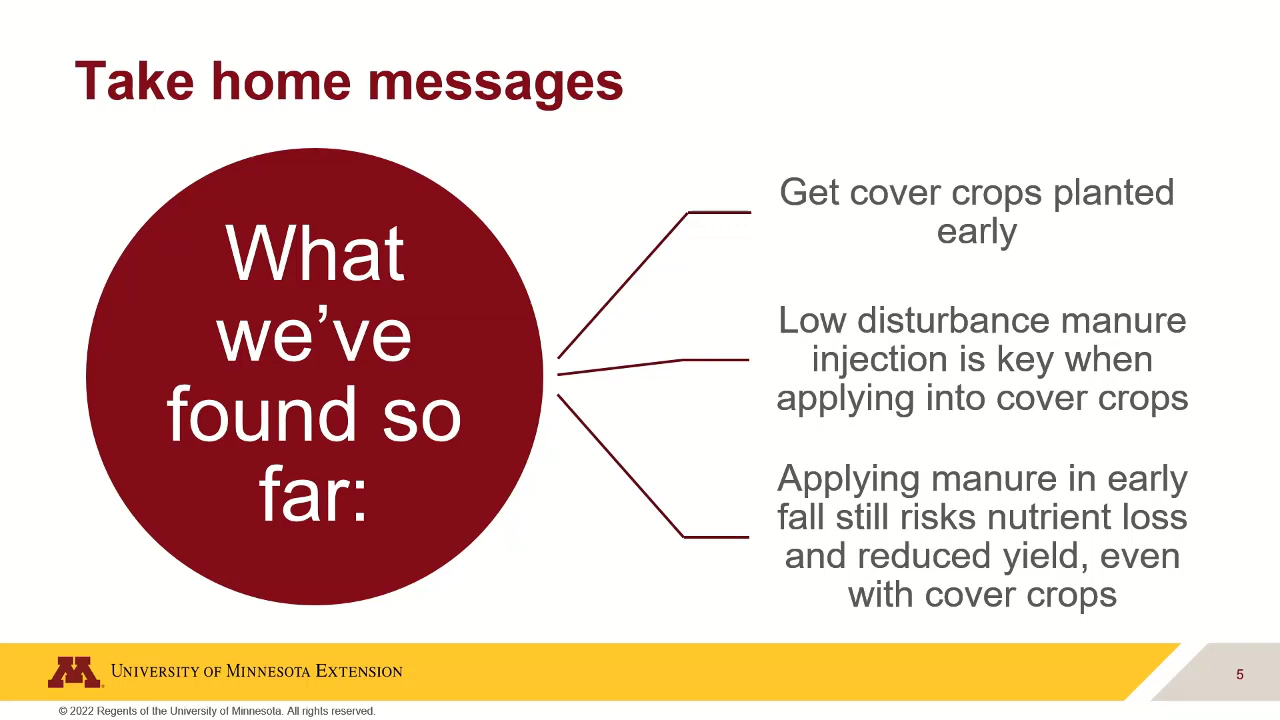 Take home messages
What
we’ve
found so
far:
Get cover crops planted
early
Low disturbance manure
injection is key when
applying into cover crops
Applying manure in early
fall still risks nutrient loss
and reduced yield, even
with cover crops
M
University of Minnesota Extension
5
© 2022 Regents of the University of Minnesota. All rights reserved.